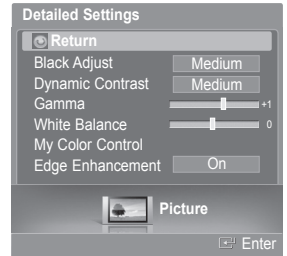 Detailed Settings
Return
Black Adjust Medium
Dynamic Contrast Medium
Gamma +1
White Balance 0
My Color Control
Edge Enhancement On
Picture
Enter